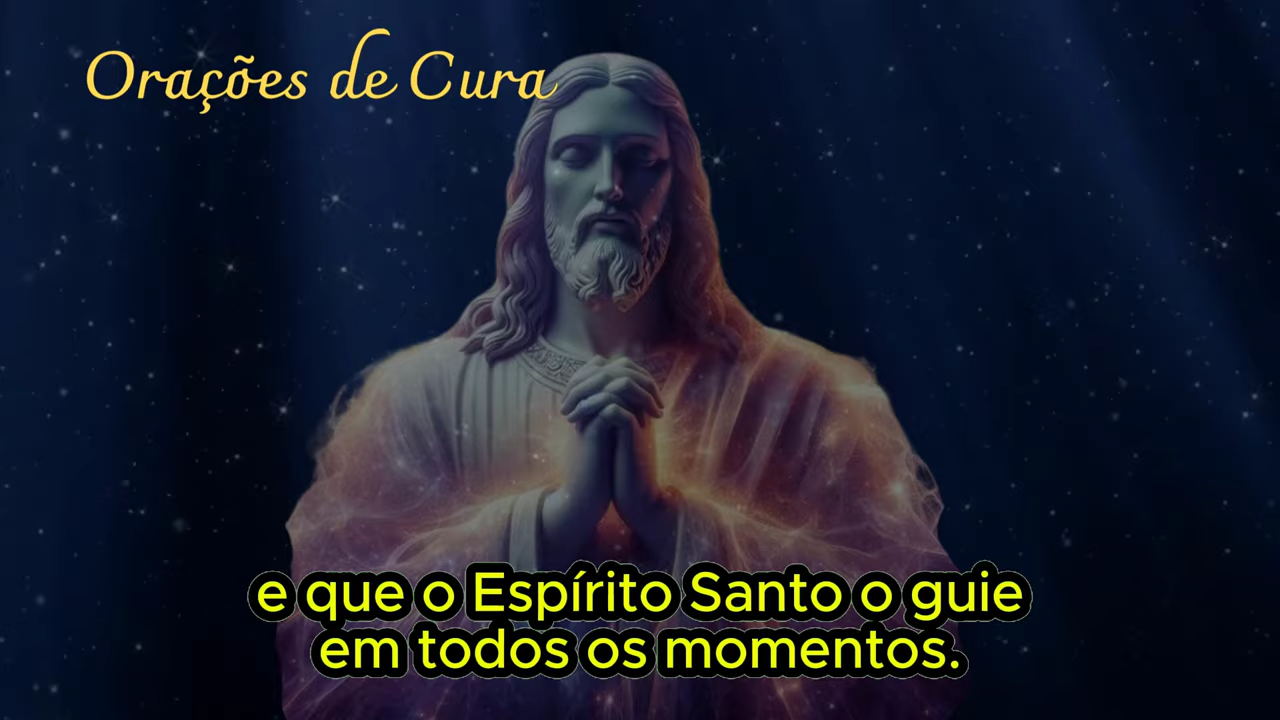 Orações de Cura
e que o Espírito Santo o guie
em todos os momentos.